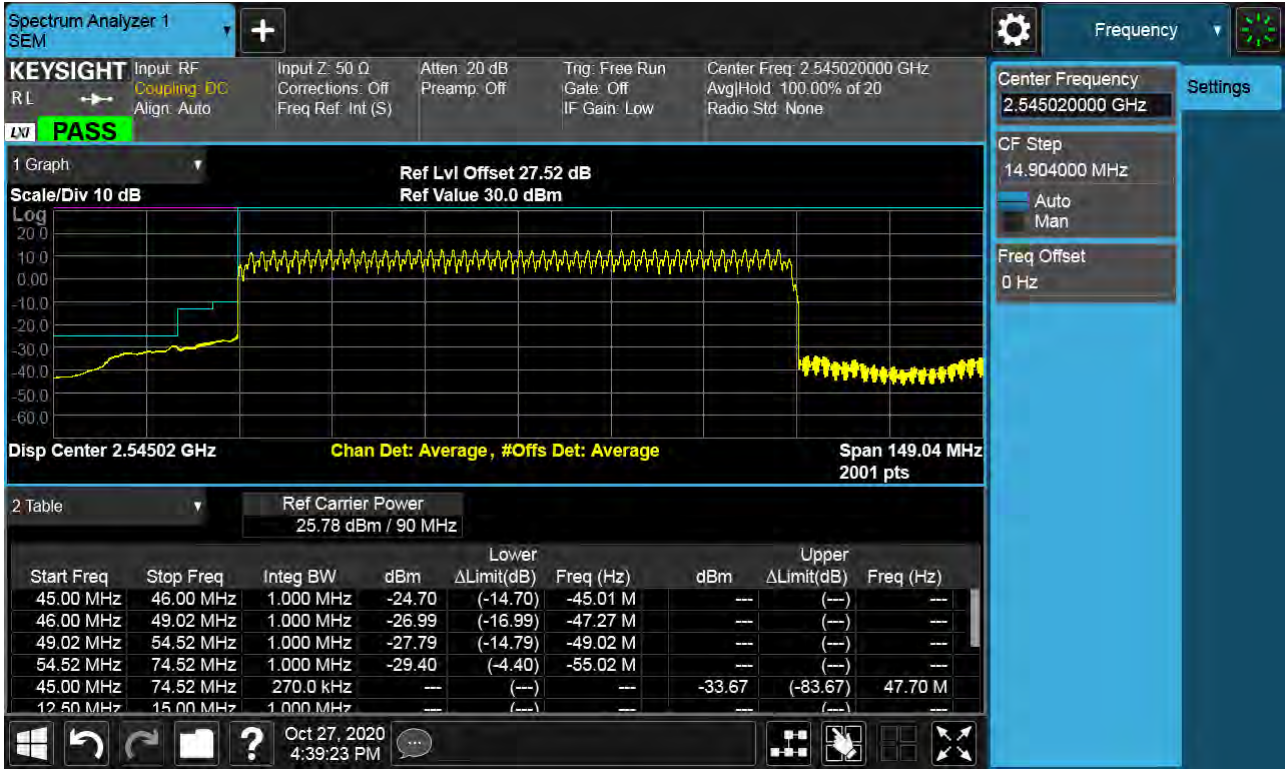 Spectrum Analyzer 1
SEM
Frequency
KEYSIGHT
R L
LXI
PASS
Input: RF
Coupling: DC
Align: Auto
Input Z: 50 Ω
Corrections: Off
Freq Ref: Int (S)
Atten: 20 dB
Preamp: Off
Trig: Free Run
Gate: Off
IF Gain: Low
Center Freq: 2.545020000 GHz
Avg|Hold: 100.00% of 20
Radio Std: None
Center Frequency
2.545020000 GHz
Settings
CF Step
14.904000 MHz
Auto
Man
Freq Offset
0 Hz
1 Graph
Scale/Div 10 dB
Ref Lvl Offset 27.52 dB
Ref Value 30.0 dBm
Log
20.0
10.0
0.00
-10.0
-20.0
-30.0
-40.0
-50.0
-60.0
Disp Center 2.54502 GHz
Chan Det: Average, #Offs Det: Average
Span 149.04 MHz
2001 pts
2 Table
Ref Carrier Power
25.78 dBm / 90 MHz
Lower Upper
Start Freq Stop Freq Integ BW dBm ΔLimit(dB) Freq (Hz) dBm ΔLimit(dB) Freq (Hz)
45.00 MHz 46.00 MHz 1.000 MHz -24.70 (-14.70) -45.01 M --- (---) ---
46.00 MHz 49.02 MHz 1.000 MHz -26.99 (-16.99) -47.27 M --- (---) ---
49.02 MHz 54.52 MHz 1.000 MHz -27.79 (-14.79) -49.02 M --- (---) ---
54.52 MHz 74.52 MHz 1.000 MHz -29.40 (-4.40) -55.02 M --- (---) ---
45.00 MHz 74.52 MHz 270.0 kHz --- (---) --- -33.67 (-83.67) 47.70 M
12.50 MHz 15.00 MHz 1.000 MHz --- (---) --- --- (---) ---
?
Oct 27, 2020
4:39:23 PM